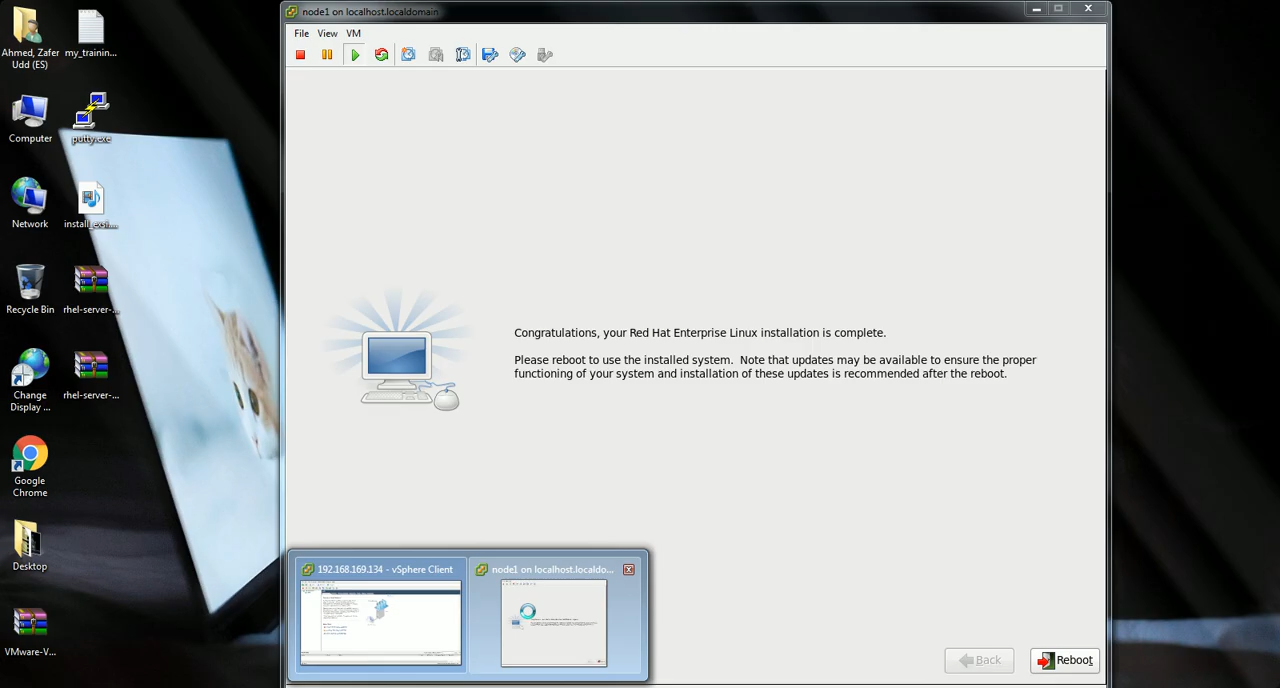 node1 on localhost.localdomain
File View VM
Ahmed, Zafer
Udd (ES)
my_trainin...
Computer
putty.exe
Network
install_exsi....
Recycle Bin
rhel-server-...
Change
Display ...
rhel-server-...
Google
Chrome
Desktop
VMware-V...
Congratulations, your Red Hat Enterprise Linux installation is complete.
Please reboot to use the installed system. Note that updates may be available to ensure the proper
functioning of your system and installation of these updates is recommended after the reboot.
192.168.169.134 - vSphere Client
node1 on localhost.localdo...
Back
Reboot